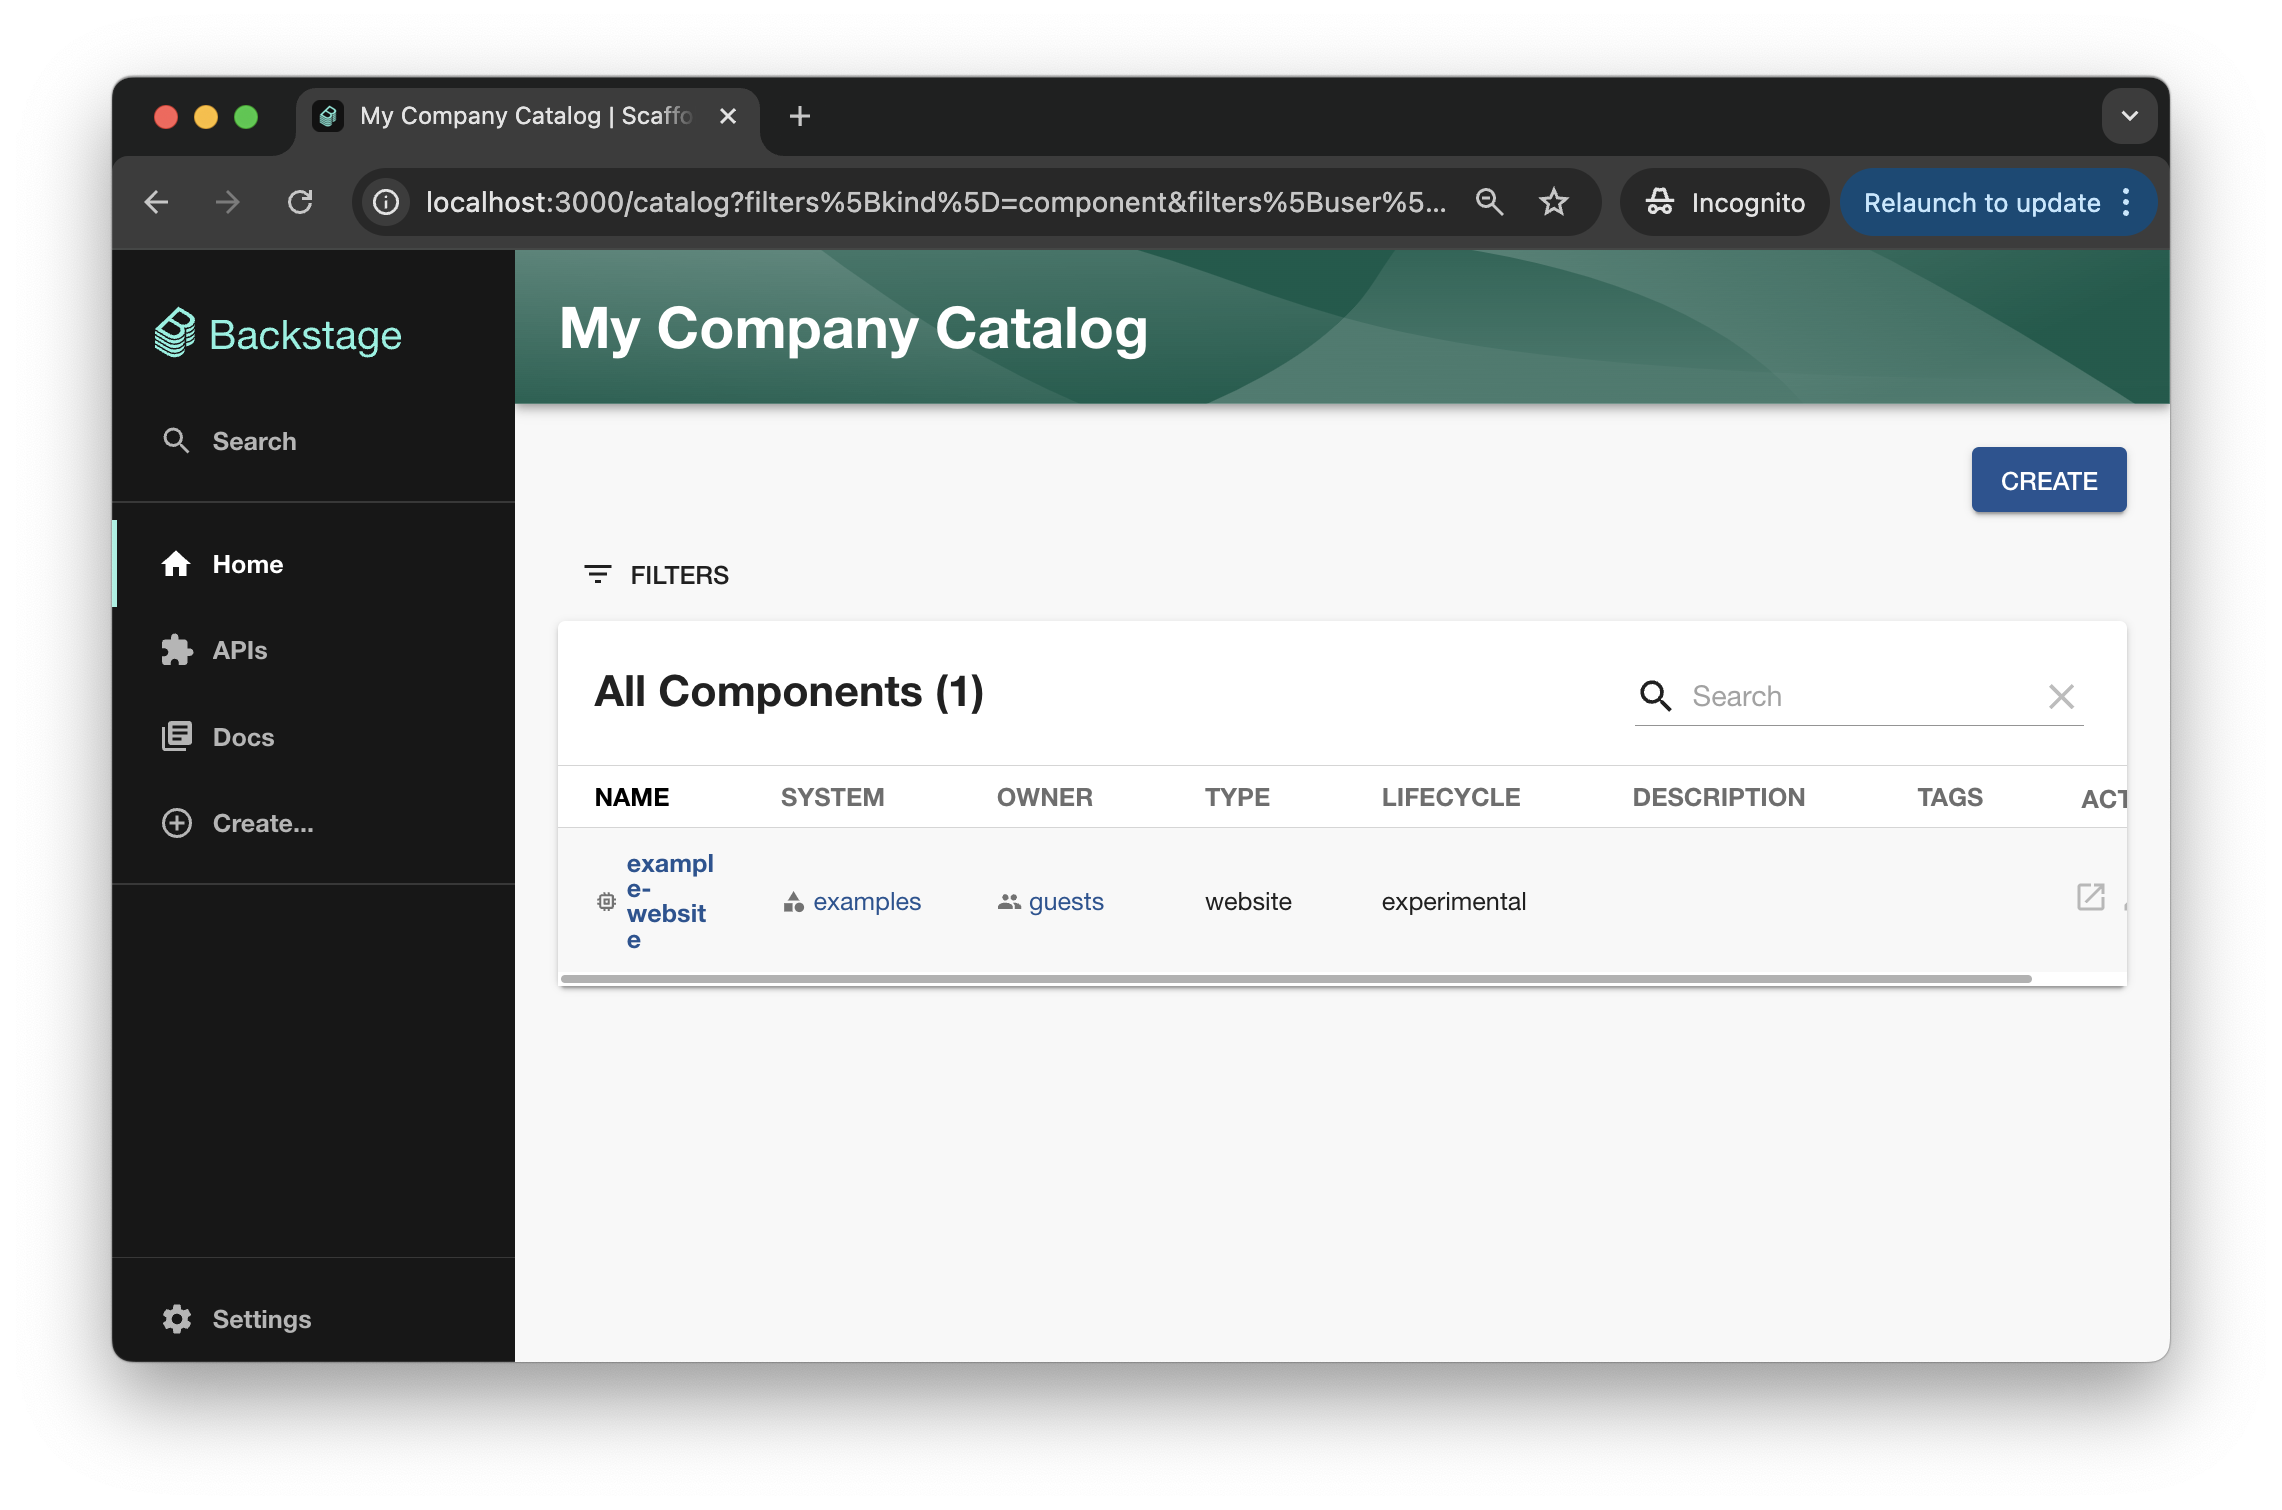 My Company Catalog | Scaffo
localhost:3000/catalog?filters%5Bkind%5D=component&filters%5Buser%5...
Incognito
Relaunch to update
Backstage
Search
Home
APIs
Docs
Create...
Settings
My Company Catalog
CREATE
FILTERS
All Components (1)
Search
NAME SYSTEM OWNER TYPE LIFECYCLE DESCRIPTION TAGS ACT
exampl
e-
websit
e
examples guests website experimental